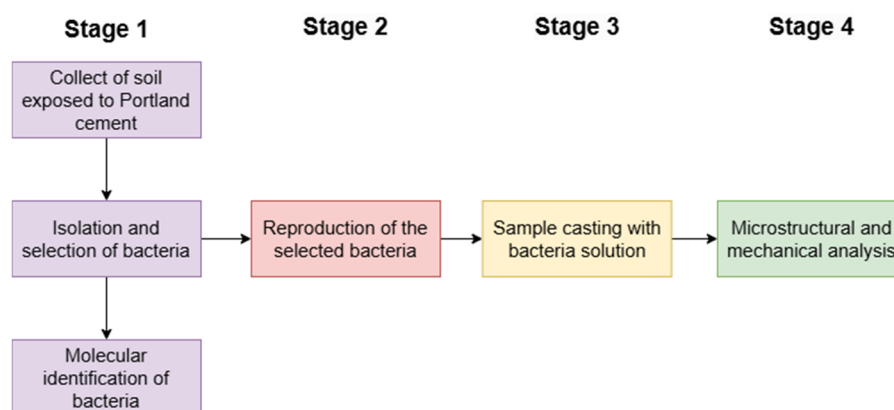 Stage 1
Stage 2
Stage 3
Stage 4
Collect of soil
exposed to Portland
cement
Isolation and
selection of bacteria
Reproduction of the
selected bacteria
Sample casting with
bacteria solution
Microstructural and
mechanical analysis
Molecular
identification of
bacteria